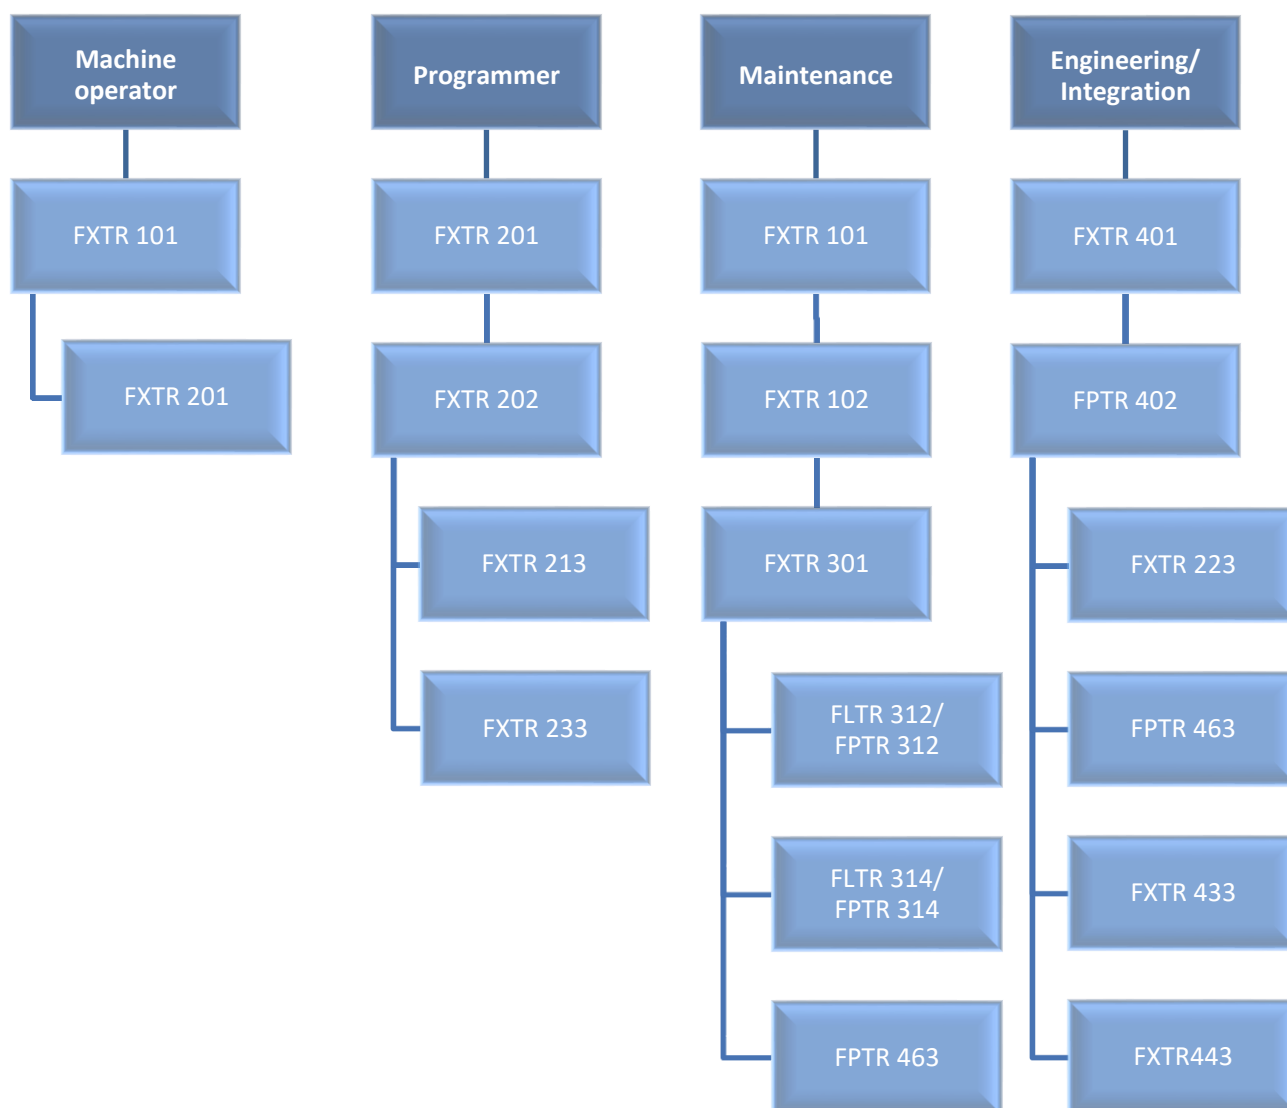 Machine
operator
FXTR 101
FXTR 201
Programmer
FXTR 201
FXTR 202
FXTR 213
FXTR 233
Maintenance
FXTR 101
FXTR 102
FXTR 301
FLTR 312/
FPTR 312
FLTR 314/
FPTR 314
FPTR 463
Engineering/
Integration
FXTR 401
FPTR 402
FXTR 223
FPTR 463
FXTR 433
FXTR443